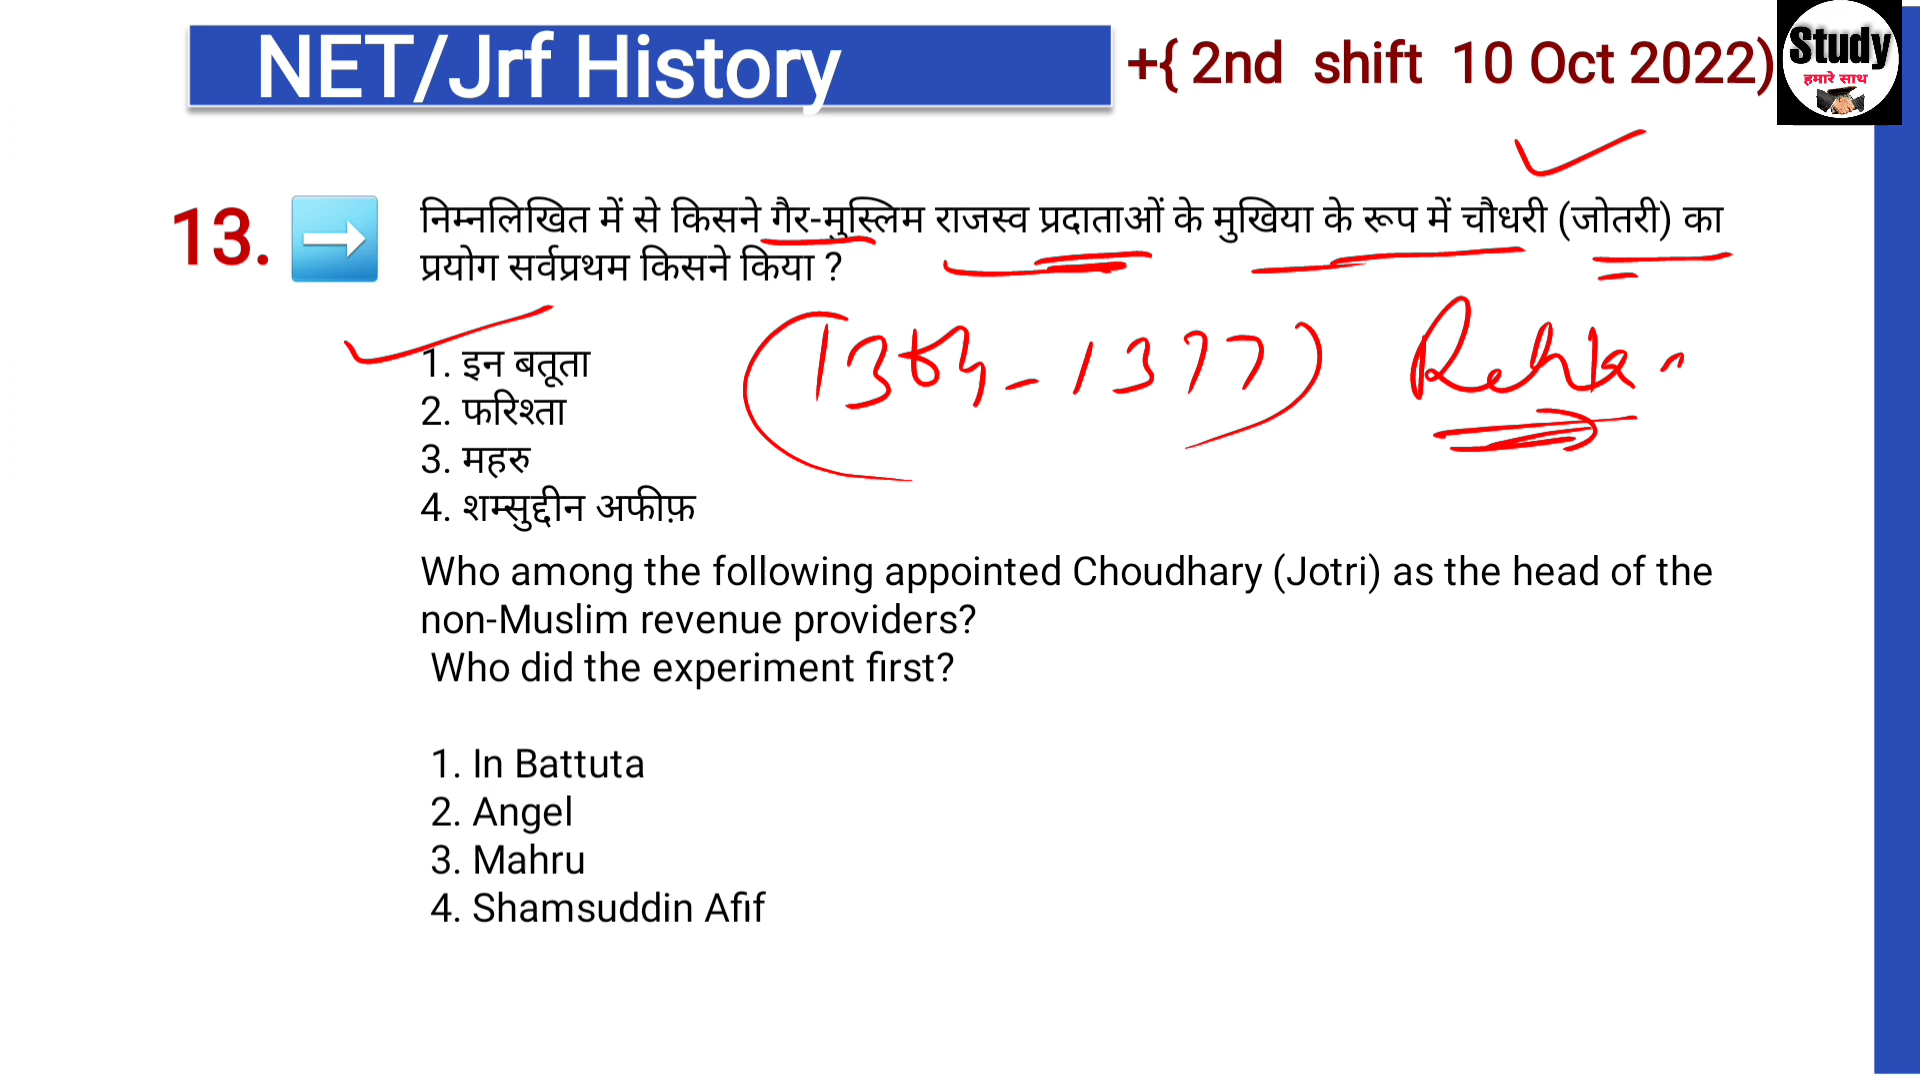 NET/Jrf History
+{ 2nd shift 10 Oct 2022)
Study
हमारे साथ
13.
निम्नलिखित में से किसने गैर-मुस्लिम राजस्व प्रदाताओं के मुखिया के रूप में चौधरी (जोतरी) का
प्रयोग सर्वप्रथम किसने किया ?
1. इन बतूता
2. फरिश्ता
3. महरु
4. शम्सुद्दीन अफीफ़
Who among the following appointed Choudhary (Jotri) as the head of the
non-Muslim revenue providers?
Who did the experiment first?
1. In Battuta
2. Angel
3. Mahru
4. Shamsuddin Afif